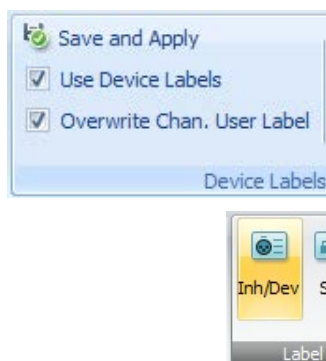 Save and Apply
Use Device Labels
Overwrite Chan. User Label
Device Labels
Inh/Dev
Label